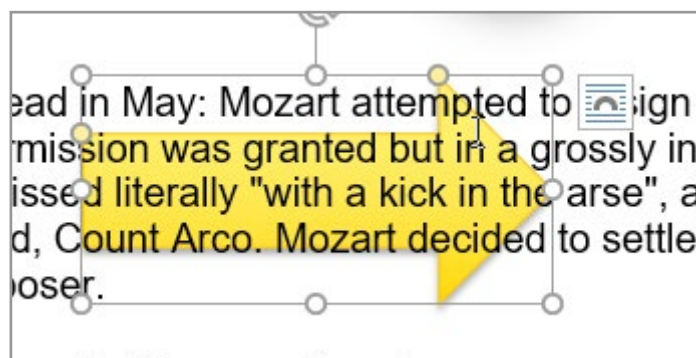 ead in May: Mozart attempted to sign
rmission was granted but in a grossly in
issed literally "with a kick in the arse", a
d, Count Arco. Mozart decided to settle
oser.